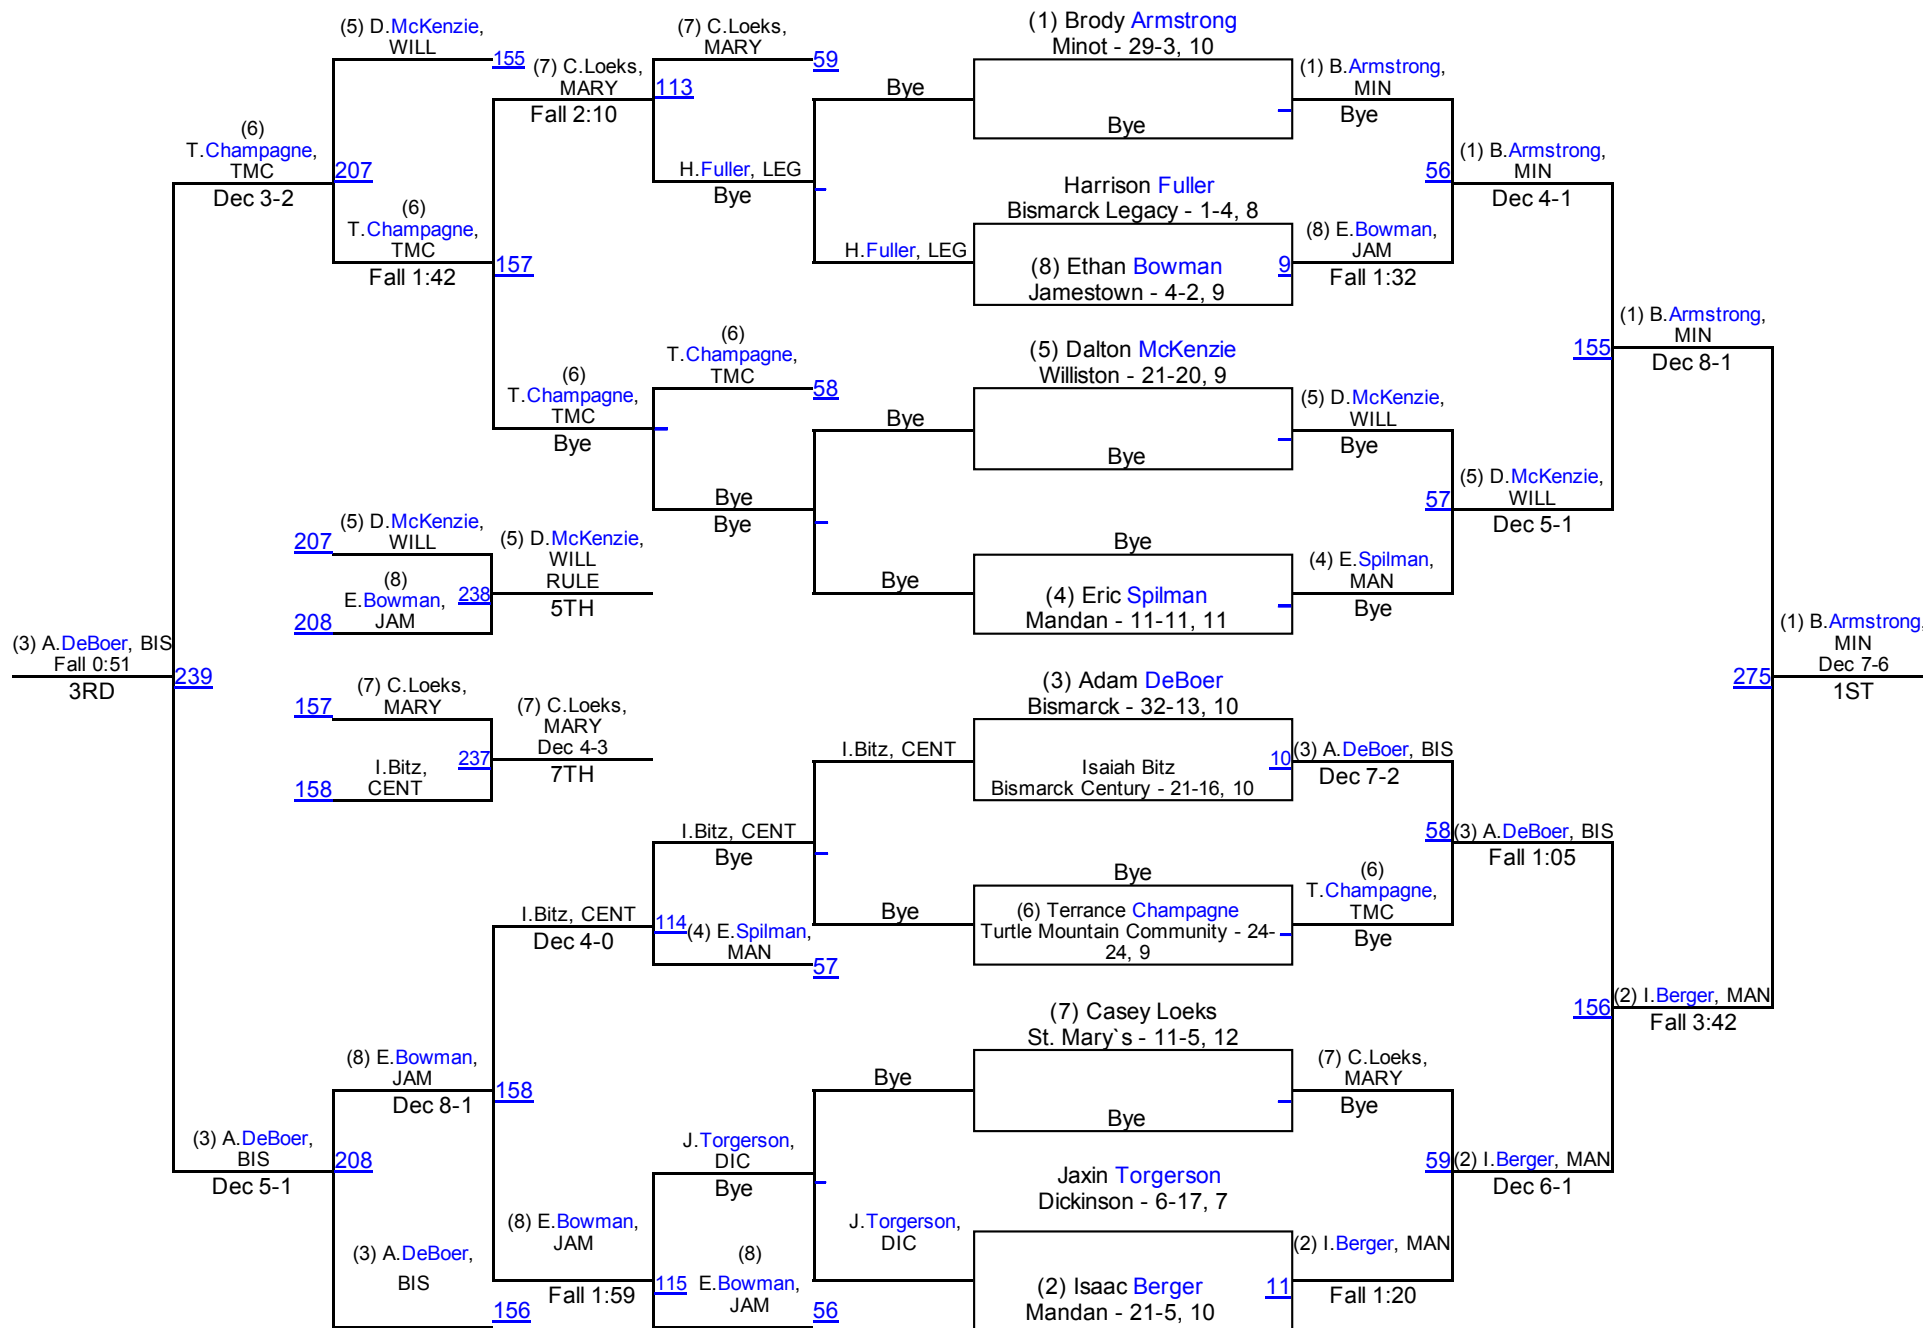 (5) D.McKenzie,
WILL
155
(7) C.Loeks,
MARY
Fall 2:10
(7) C.Loeks,
MARY
59
113
(1) Brody Armstrong
Minot - 29-3, 10
Bye
Bye
(1) B.Armstrong,
MIN
Bye
(6)
T.Champagne,
TMC
Dec 3-2
207
(6)
T.Champagne,
TMC
Fall 1:42
157
H.Fuller, LEG
Bye
Harrison Fuller
Bismarck Legacy - 1-4, 8
H.Fuller, LEG
(8) Ethan Bowman
Jamestown - 4-2, 9
9
(8) E.Bowman,
JAM
Fall 1:32
56
(1) B.Armstrong,
MIN
Dec 4-1
(6)
T.Champagne,
TMC
Bye
(6)
T.Champagne,
TMC
58
(5) Dalton McKenzie
Williston - 21-20, 9
Bye
Bye
(5) D.McKenzie,
WILL
Bye
155
(1) B.Armstrong,
MIN
Dec 8-1
Bye
Bye
57
(5) D.McKenzie,
WILL
Dec 5-1
207
(5) D.McKenzie,
WILL
(8)
E.Bowman,
JAM
208
238
(5) D.McKenzie,
WILL
RULE
5TH
Bye
Bye
(4) Eric Spilman
Mandan - 11-11, 11
(4) E.Spilman,
MAN
Bye
(3) A.DeBoer, BIS
Fall 0:51
3RD
239
(1) B.Armstrong,
MIN
Dec 7-6
1ST
275
157
(7) C.Loeks,
MARY
I.Bitz,
CENT
158
237
(7) C.Loeks,
MARY
Dec 4-3
7TH
(3) Adam DeBoer
Bismarck - 32-13, 10
I.Bitz, CENT
Isaiah Bitz
Bismarck Century - 21-16, 10
10
(3) A.DeBoer, BIS
Dec 7-2
I.Bitz, CENT
Bye
58
(3) A.DeBoer, BIS
Fall 1:05
I.Bitz, CENT
Dec 4-0
114
(4) E.Spilman,
MAN
57
Bye
Bye
(6) Terrance Champagne
Turtle Mountain Community - 24-
24, 9
(6)
T.Champagne,
TMC
Bye
156
(2) I.Berger, MAN
Fall 3:42
(7) Casey Loeks
St. Mary`s - 11-5, 12
Bye
Bye
(7) C.Loeks,
MARY
Bye
(8) E.Bowman,
JAM
Dec 8-1
158
(3) A.DeBoer,
BIS
Dec 5-1
208
J.Torgerson,
DIC
Bye
59
(2) I.Berger, MAN
Dec 6-1
Jaxin Torgerson
Dickinson - 6-17, 7
J.Torgerson,
DIC
(3) A.DeBoer,
BIS
156
(8) E.Bowman,
JAM
Fall 1:59
115
(8)
E.Bowman,
JAM
56
(2) Isaac Berger
Mandan - 21-5, 10
11
(2) I.Berger, MAN
Fall 1:20